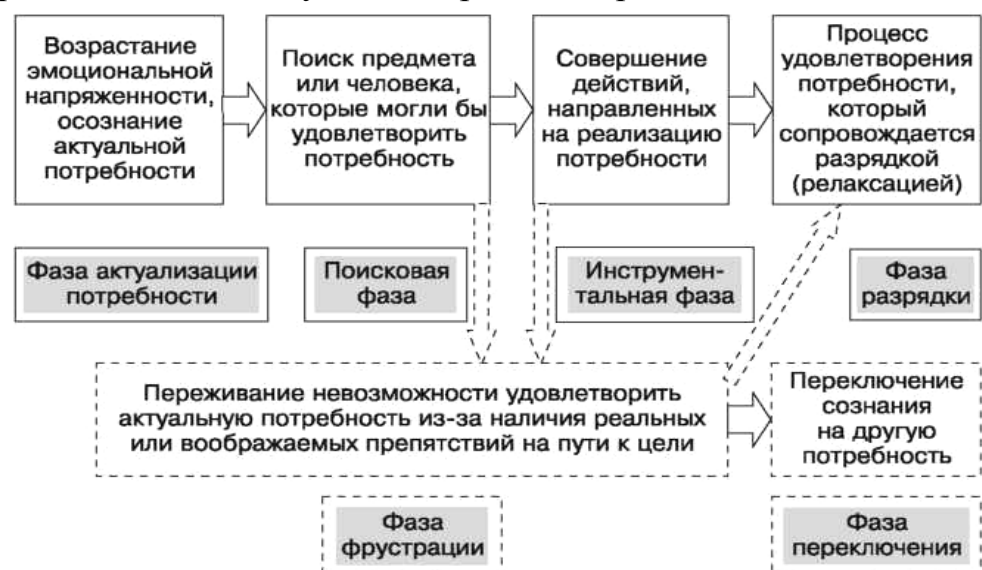 Возрастание
эмоциональной
напряженности,
осознание
актуальной
потребности
Поиск предмета
или человека,
которые могли бы
удовлетворить
потребность
Совершение
действий,
направленных
на реализацию
потребности
Процесс
удовлетворения
потребности,
который
сопровождается
разрядкой
(релаксацией)
Фаза актуализации
потребности
Поисковая
фаза
Инструмен-
тальная фаза
Фаза
разрядки
Переживание невозможности удовлетворить
актуальную потребность из-за наличия реальных
или воображаемых препятствий на пути к цели
Переключение
сознания
на другую
потребность
Фаза
фрустрации
Фаза
переключения